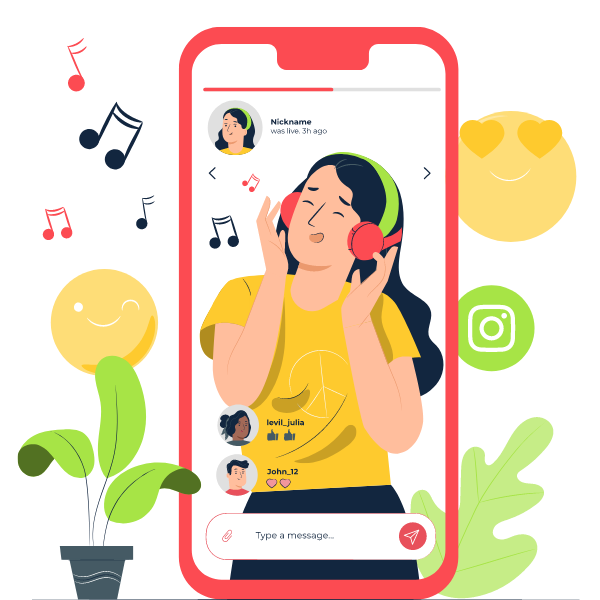 Nickname
was live. 3h ago
levil_julia
John_12
Type a message...